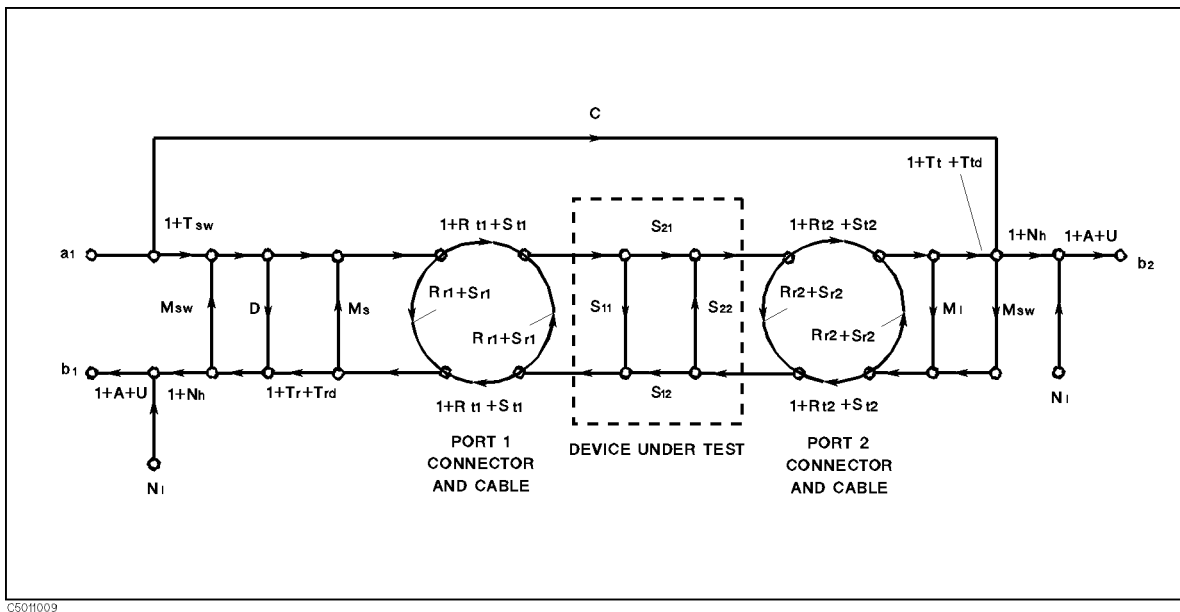 C
1+Tt +Ttd
1+Tsw
1+R t1+S t1
S21
1+Rt2 +St2
1+Nh
1+A+U
a1
b2
Msw
D
Ms
Rr1+Sr1
Rr1+Sr1
S11
S22
Rr2+Sr2
Rr2+Sr2
Ml
Msw
b1
1+A+U
1+Nh
1+Tr+Trd
S12
Nl
1+R t1+S t1
1+Rt2 +St2
PORT 1
CONNECTOR
AND CABLE
DEVICE UNDER TEST
PORT 2
CONNECTOR
AND CABLE
Nl
C5011009